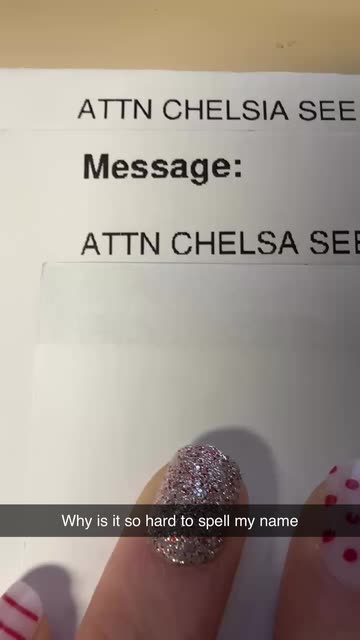 ATTN CHELSIA SEE
Message:
ATTN CHELSA SEE
Why is it so hard to spell my name